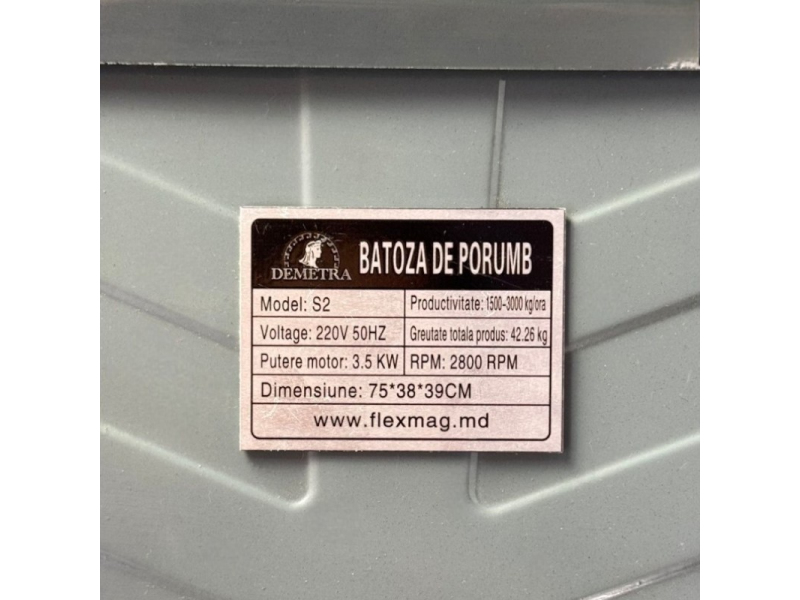 DEMETRA BATOZA DE PORUMB
Model: S2 Productivitate: 1500-3000 kg/ora
Voltage: 220V 50HZ Greutate totala produs: 42.26 kg
Putere motor: 3.5 KW RPM: 2800 RPM
Dimensiune: 75*38*39CM
www.flexmag.md